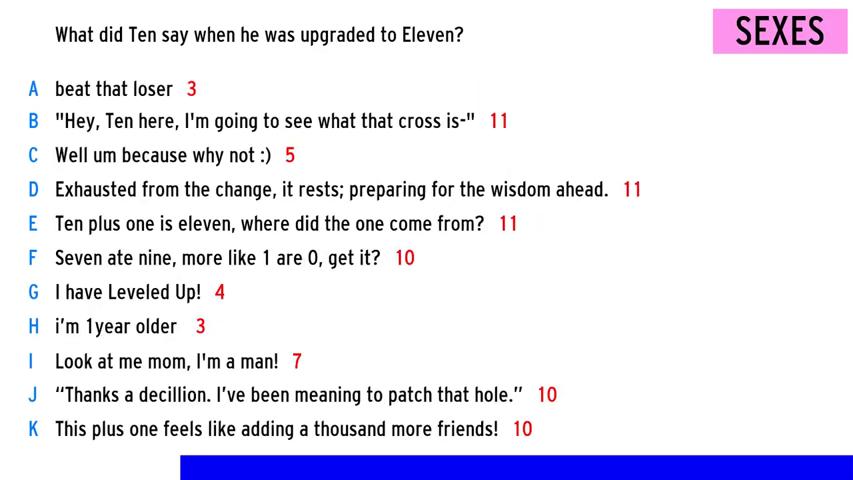 What did Ten say when he was upgraded to Eleven?
SEXES
A beat that loser 3
B "Hey, Ten here, I'm going to see what that cross is-" 11
C Well um because why not :) 5
D Exhausted from the change, it rests; preparing for the wisdom ahead. 11
E Ten plus one is eleven, where did the one come from? 11
F Seven ate nine, more like 1 are 0, get it? 10
G I have Leveled Up! 4
H i’m 1year older 3
I Look at me mom, I'm a man! 7
J “Thanks a decillion. I’ve been meaning to patch that hole.” 10
K This plus one feels like adding a thousand more friends! 10